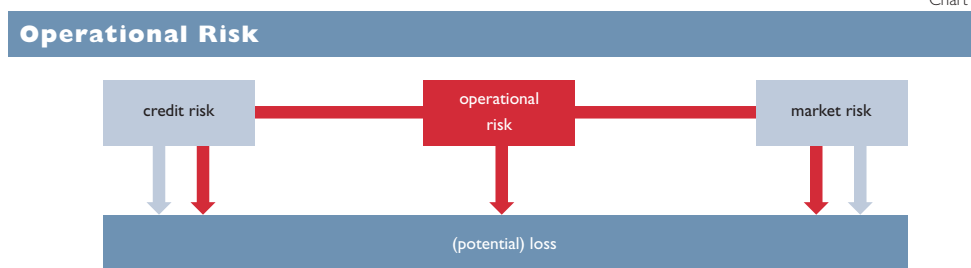 Chart
Operational Risk
credit risk
operational
risk
market risk
(potential) loss